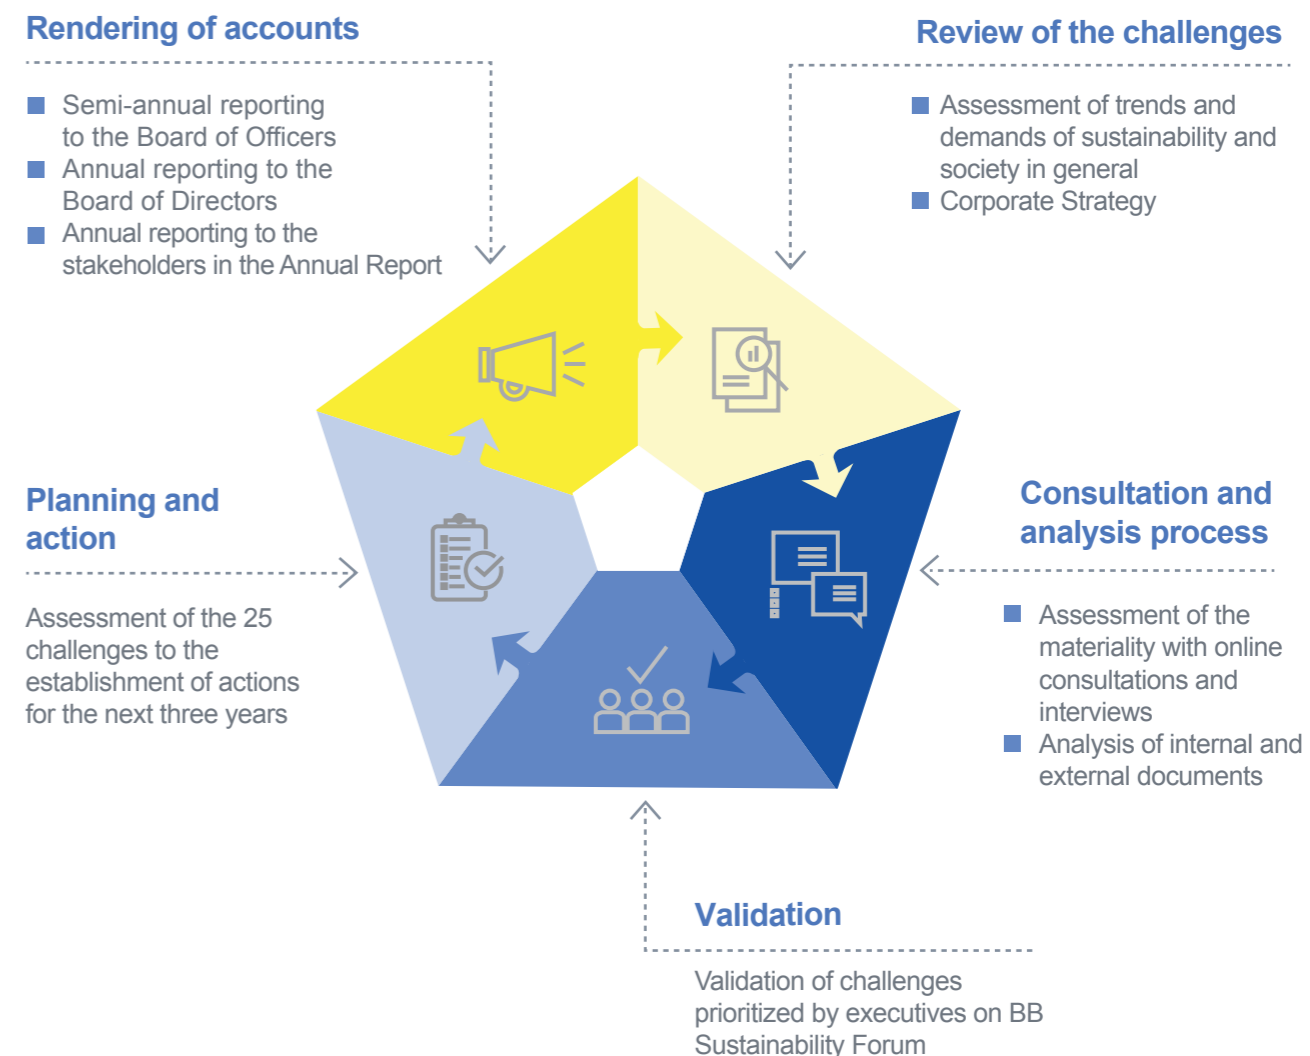 Rendering of accounts
Semi-annual reporting
to the Board of Officers
Annual reporting to the
Board of Directors
Annual reporting to the
stakeholders in the Annual Report
Review of the challenges
Assessment of trends and
demands of sustainability and
society in general
Corporate Strategy
Planning and
action
Assessment of the 25
challenges to the
establishment of actions
for the next three years
Consultation and
analysis process
Assessment of the
materiality with online
consultations and
interviews
Analysis of internal and
external documents
Validation
Validation of challenges
prioritized by executives on BB
Sustainability Forum